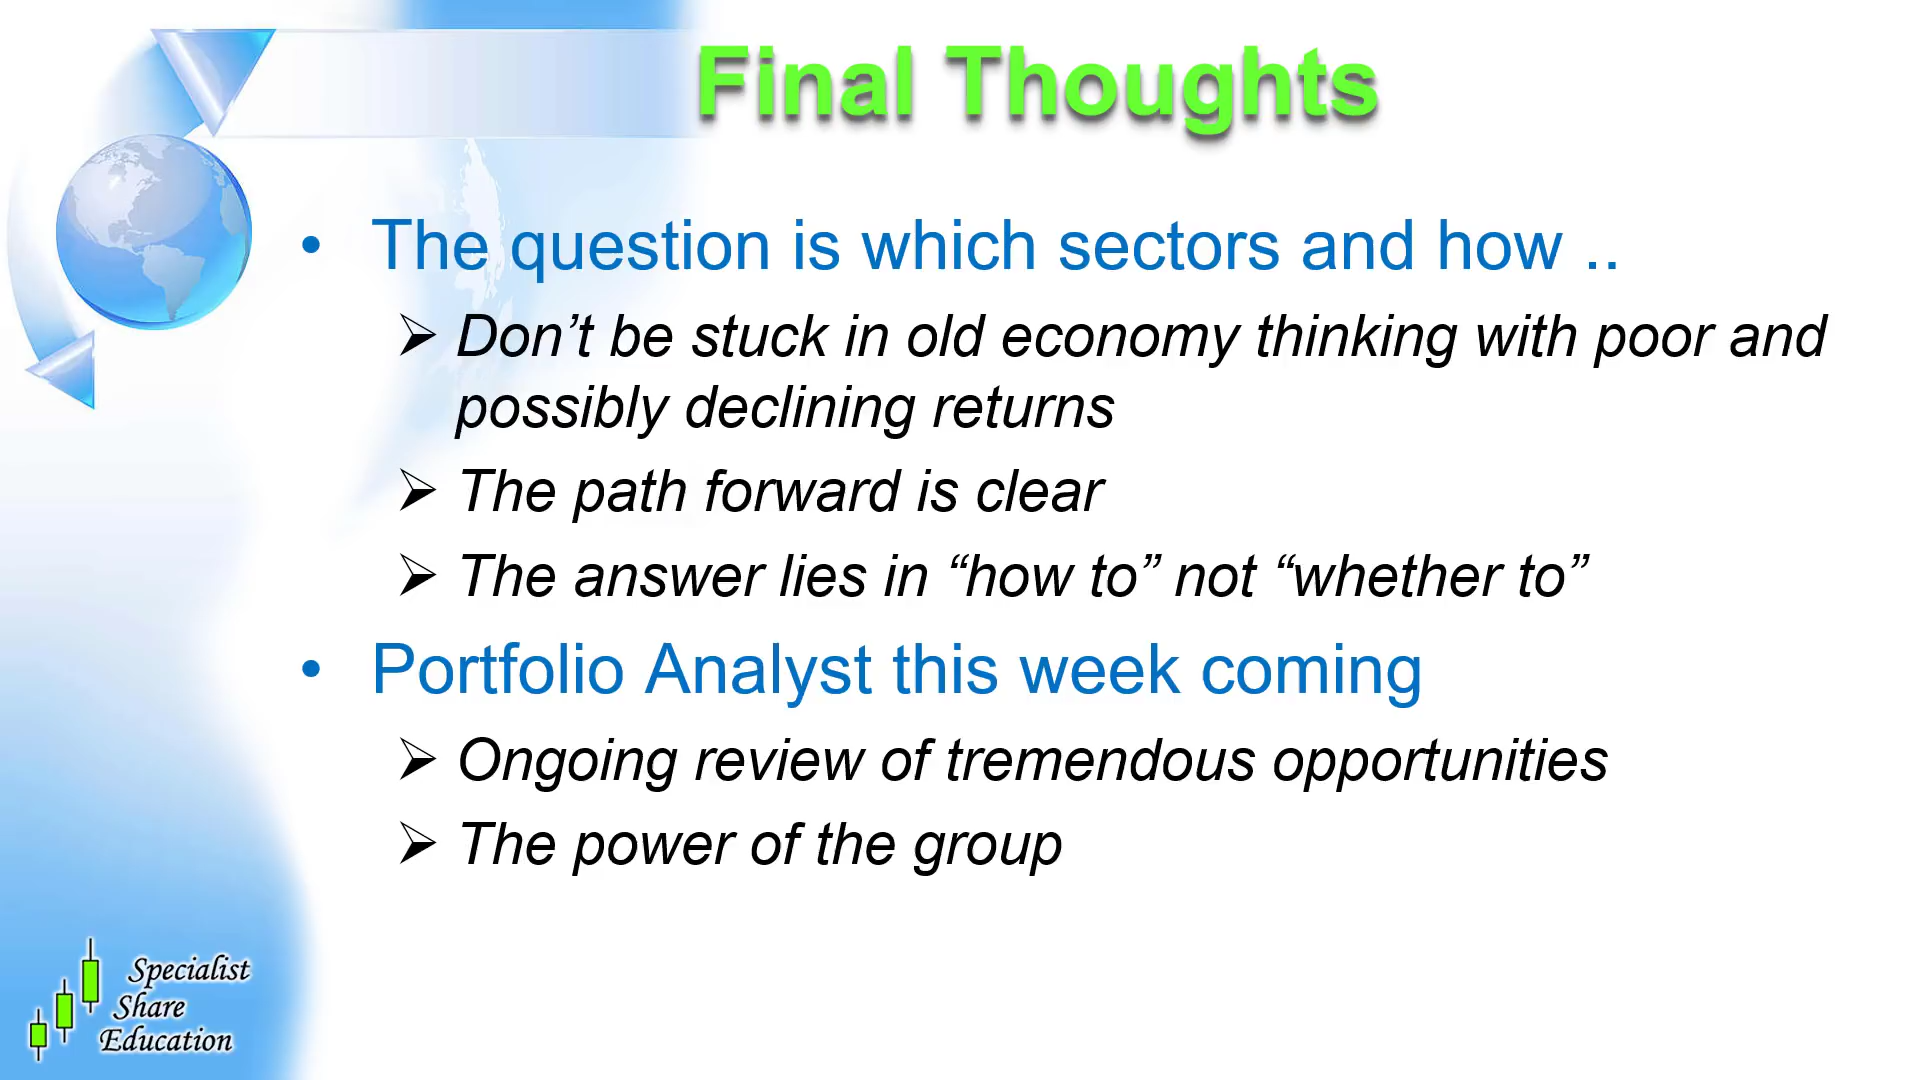 Final Thoughts
• The question is which sectors and how ..
➢ Don’t be stuck in old economy thinking with poor and
possibly declining returns
➢ The path forward is clear
➢ The answer lies in “how to” not “whether to”
• Portfolio Analyst this week coming
➢ Ongoing review of tremendous opportunities
➢ The power of the group
Specialist
Share
Education